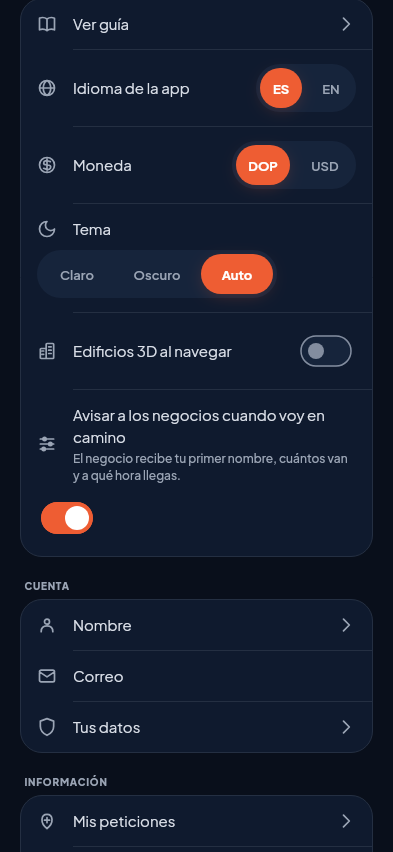 Ver guía
Idioma de la app
ES EN
Moneda
DOP USD
Tema
Claro Oscuro Auto
Edificios 3D al navegar
Avisar a los negocios cuando voy en
camino
El negocio recibe tu primer nombre, cuántos van
y a qué hora llegas.
CUENTA
Nombre
Correo
Tus datos
INFORMACIÓN
Mis peticiones